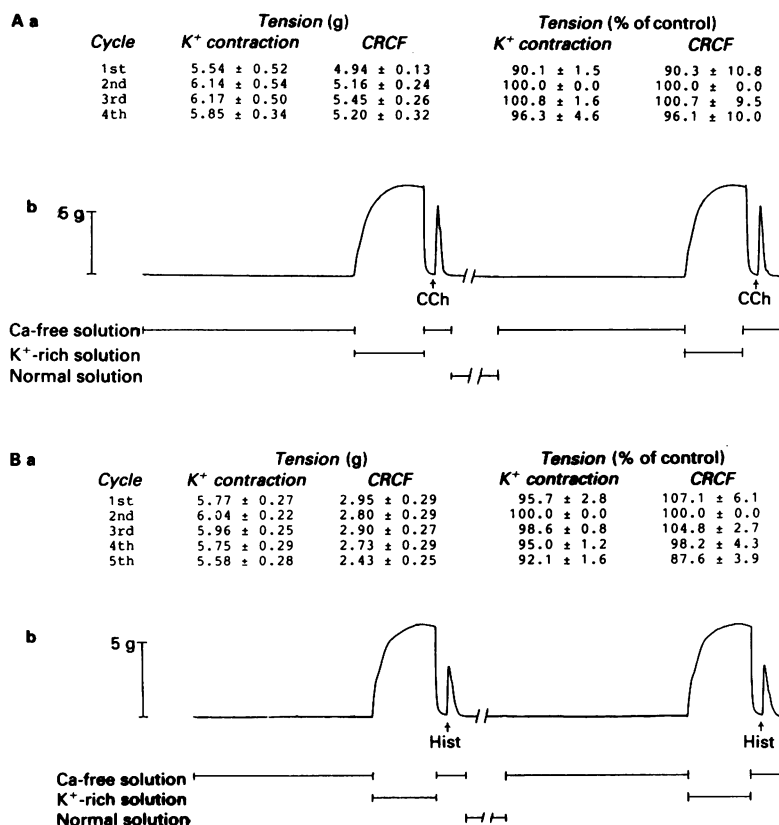 A a Tension (g) Tension (% of control)
Cycle K+ contraction CRCF K+ contraction CRCF
1st 5.54 ± 0.52 4.94 ± 0.13 90.1 ± 1.5 90.3 ± 10.8
2nd 6.14 ± 0.54 5.16 ± 0.24 100.0 ± 0.0 100.0 ± 0.0
3rd 6.17 ± 0.50 5.45 ± 0.26 100.8 ± 1.6 100.7 ± 9.5
4th 5.85 ± 0.34 5.20 ± 0.32 96.3 ± 4.6 96.1 ± 10.0
b 5 g
CCh CCh
Ca-free solution
K+-rich solution
Normal solution
B a Tension (g) Tension (% of control)
Cycle K+ contraction CRCF K+ contraction CRCF
1st 5.77 ± 0.27 2.95 ± 0.29 95.7 ± 2.8 107.1 ± 6.1
2nd 6.04 ± 0.22 2.80 ± 0.29 100.0 ± 0.0 100.0 ± 0.0
3rd 5.96 ± 0.25 2.90 ± 0.27 98.6 ± 0.8 104.8 ± 2.7
4th 5.75 ± 0.29 2.73 ± 0.29 95.0 ± 1.2 98.2 ± 4.3
5th 5.58 ± 0.28 2.43 ± 0.25 92.1 ± 1.6 87.6 ± 3.9
b 5 g
Hist Hist
Ca-free solution
K+-rich solution
Normal solution